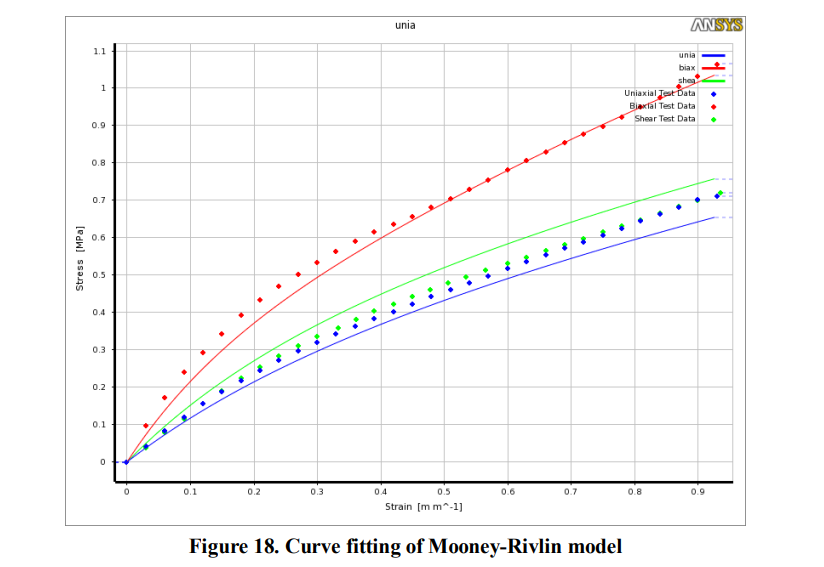 unia
ANSYS
1.1
1
0.9
0.8
0.7
0.6
0.5
0.4
0.3
0.2
0.1
0
Stress [MPa]
unia
biax
shea
Uniaxial Test Data
Biaxial Test Data
Shear Test Data
0 0.1 0.2 0.3 0.4 0.5 0.6 0.7 0.8 0.9
Strain [m m^-1]
Figure 18. Curve fitting of Mooney-Rivlin model